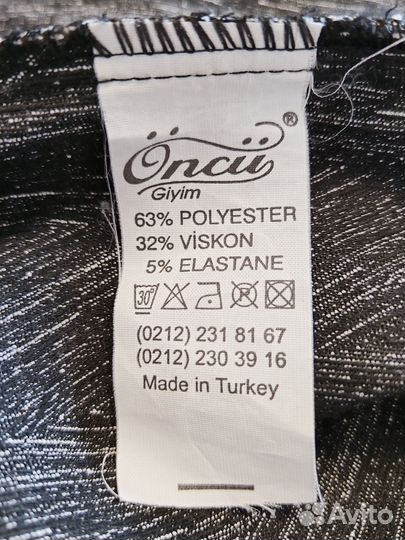 Öncü ®
Giyim
63% POLYESTER
32% VİSKON
5% ELASTANE
30°
(0212) 231 81 67
(0212) 230 39 16
Made in Turkey
Avito